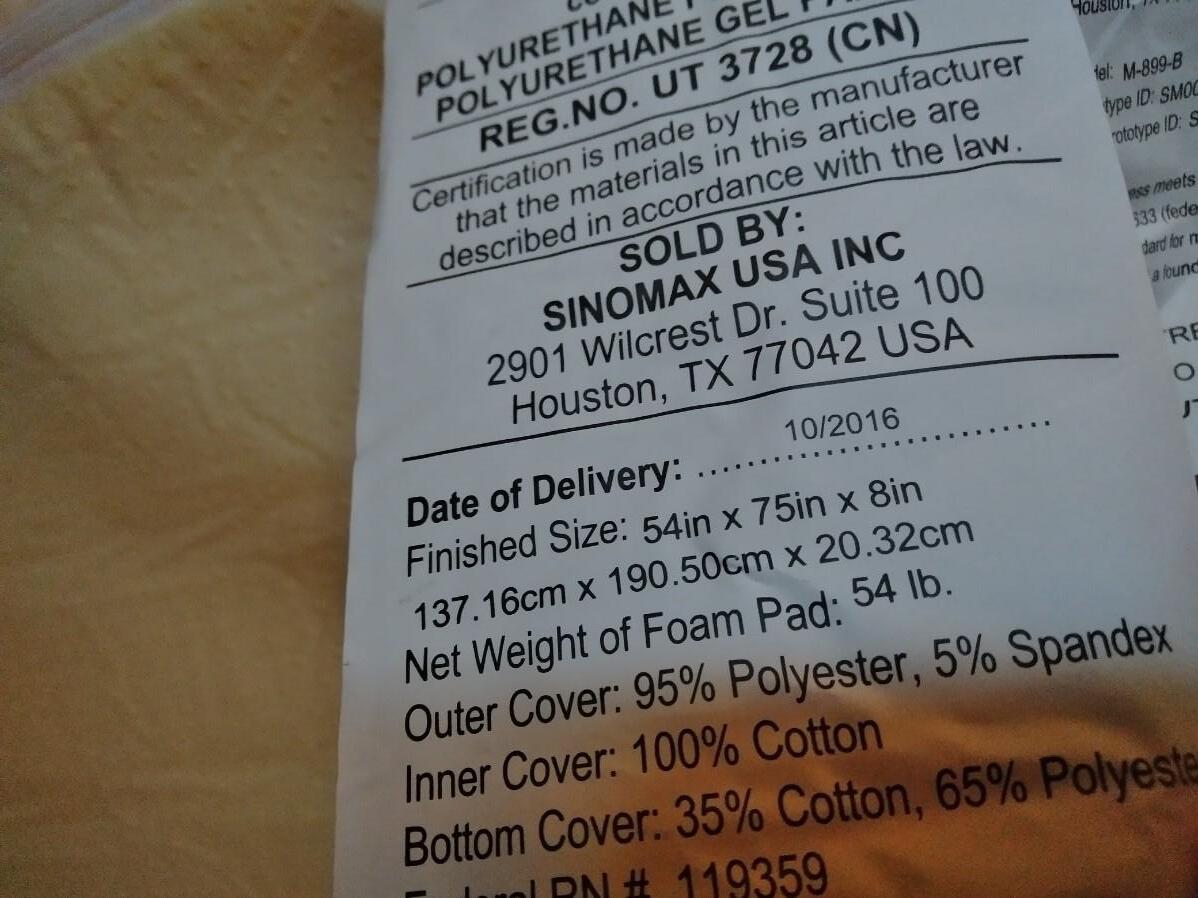 POLYURETHANE
POLYURETHANE GEL
REG.NO. UT 3728 (CN)
Certification is made by the manufacturer
that the materials in this article are
described in accordance with the law.
SOLD BY:
SINOMAX USA INC
2901 Wilcrest Dr. Suite 100
Houston, TX 77042 USA
Date of Delivery: .................................
10/2016
Finished Size: 54in x 75in x 8in
137.16cm x 190.50cm x 20.32cm
Net Weight of Foam Pad: 54 lb.
Outer Cover: 95% Polyester, 5% Spandex
Inner Cover: 100% Cotton
Bottom Cover: 35% Cotton, 65% Polyeste
RN # 119359
Houston,
M-899-B
type ID:
ID:
meets
for
a